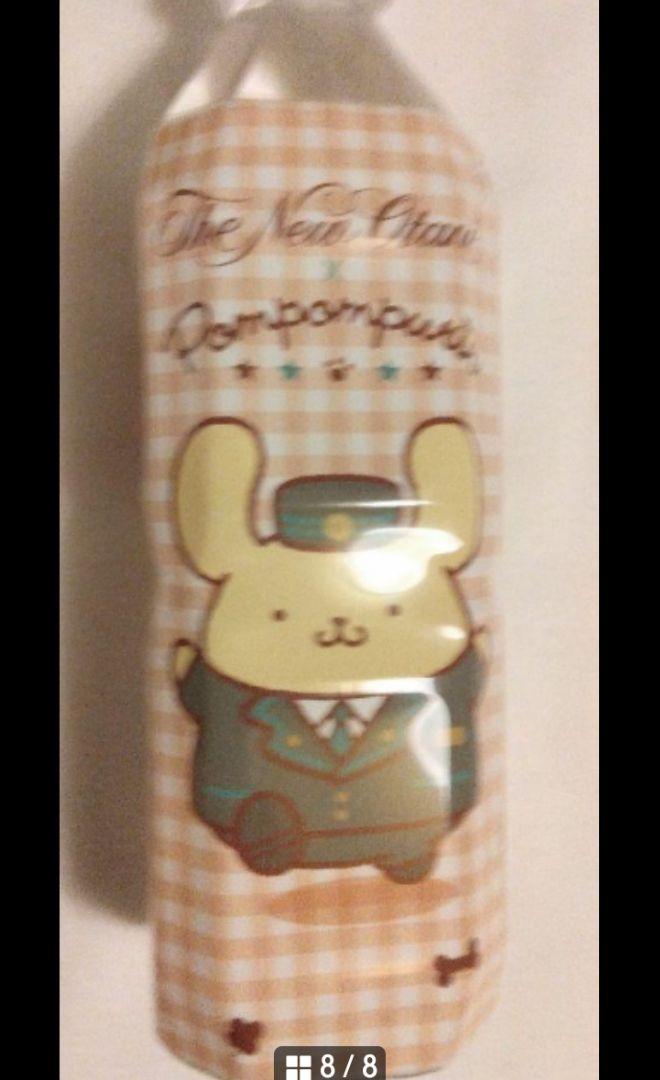 The New Otani
x
Pompompurin
8/8